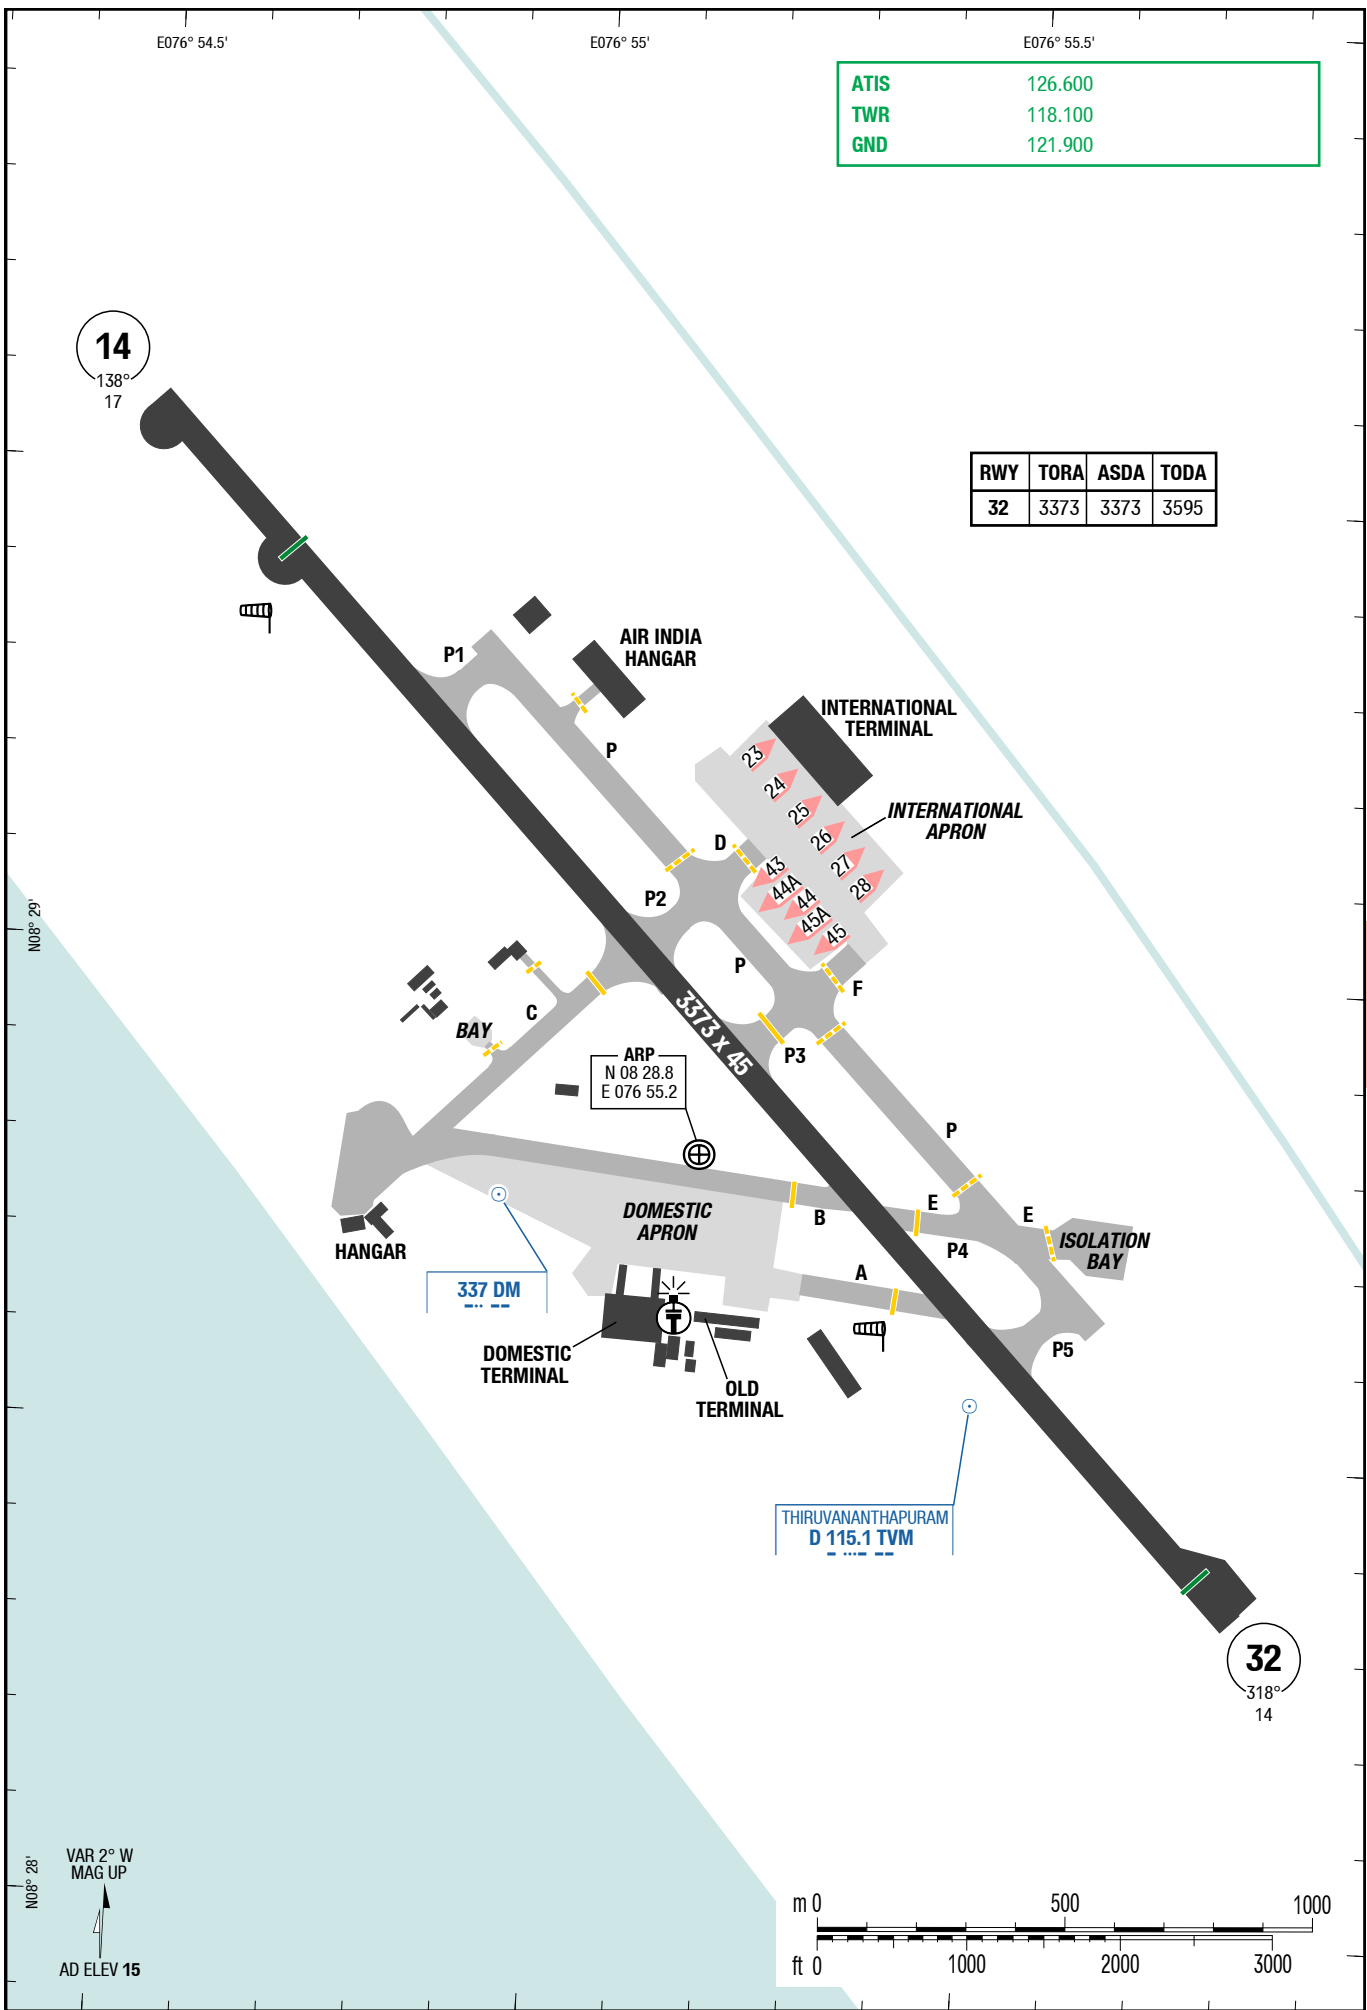 E076° 54.5'
E076° 55'
E076° 55.5'
ATIS 126.600
TWR 118.100
GND 121.900
14
138°
17
RWY TORA ASDA TODA
32 3373 3373 3595
P1
AIR INDIA
HANGAR
P
INTERNATIONAL
TERMINAL
23
24
25
26
27
28
INTERNATIONAL
APRON
D
43
44A
44
45A
45
P2
N08° 29'
P
F
C
BAY
3373 x 45
P3
ARP
N 08 28.8
E 076 55.2
P
B
E
E
P4
ISOLATION
BAY
DOMESTIC
APRON
HANGAR
337 DM
A
DOMESTIC
TERMINAL
OLD
TERMINAL
P5
THIRUVANANTHAPURAM
D 115.1 TVM
32
318°
14
N08° 28'
VAR 2° W
MAG UP
AD ELEV 15
m 0 500 1000
ft 0 1000 2000 3000